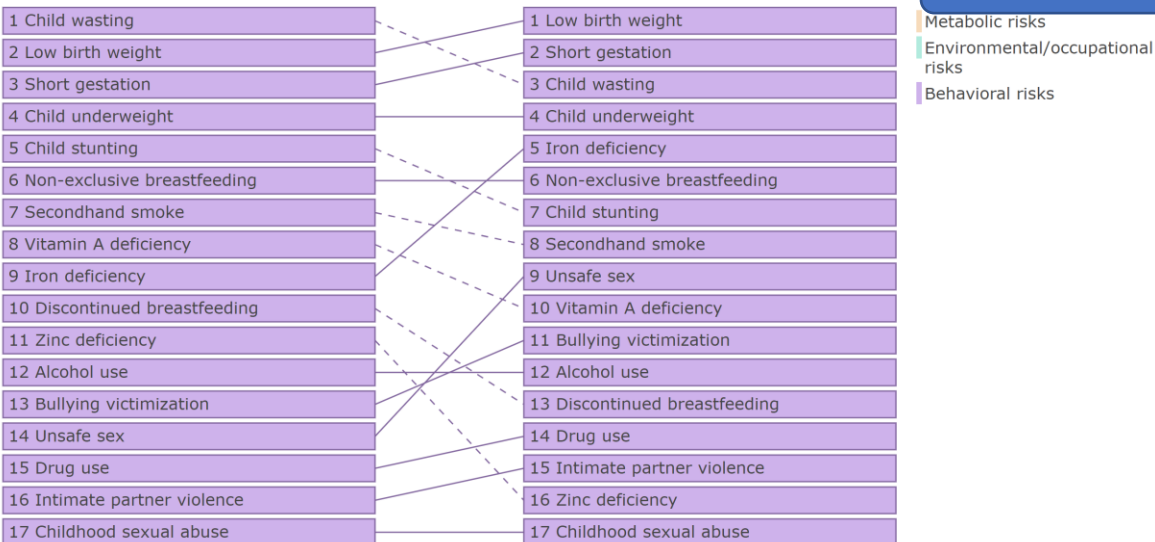 1 Child wasting
2 Low birth weight
3 Short gestation
4 Child underweight
5 Child stunting
6 Non-exclusive breastfeeding
7 Secondhand smoke
8 Vitamin A deficiency
9 Iron deficiency
10 Discontinued breastfeeding
11 Zinc deficiency
12 Alcohol use
13 Bullying victimization
14 Unsafe sex
15 Drug use
16 Intimate partner violence
17 Childhood sexual abuse
1 Low birth weight
2 Short gestation
3 Child wasting
4 Child underweight
5 Iron deficiency
6 Non-exclusive breastfeeding
7 Child stunting
8 Secondhand smoke
9 Unsafe sex
10 Vitamin A deficiency
11 Bullying victimization
12 Alcohol use
13 Discontinued breastfeeding
14 Drug use
15 Intimate partner violence
16 Zinc deficiency
17 Childhood sexual abuse
Metabolic risks
Environmental/occupational
risks
Behavioral risks